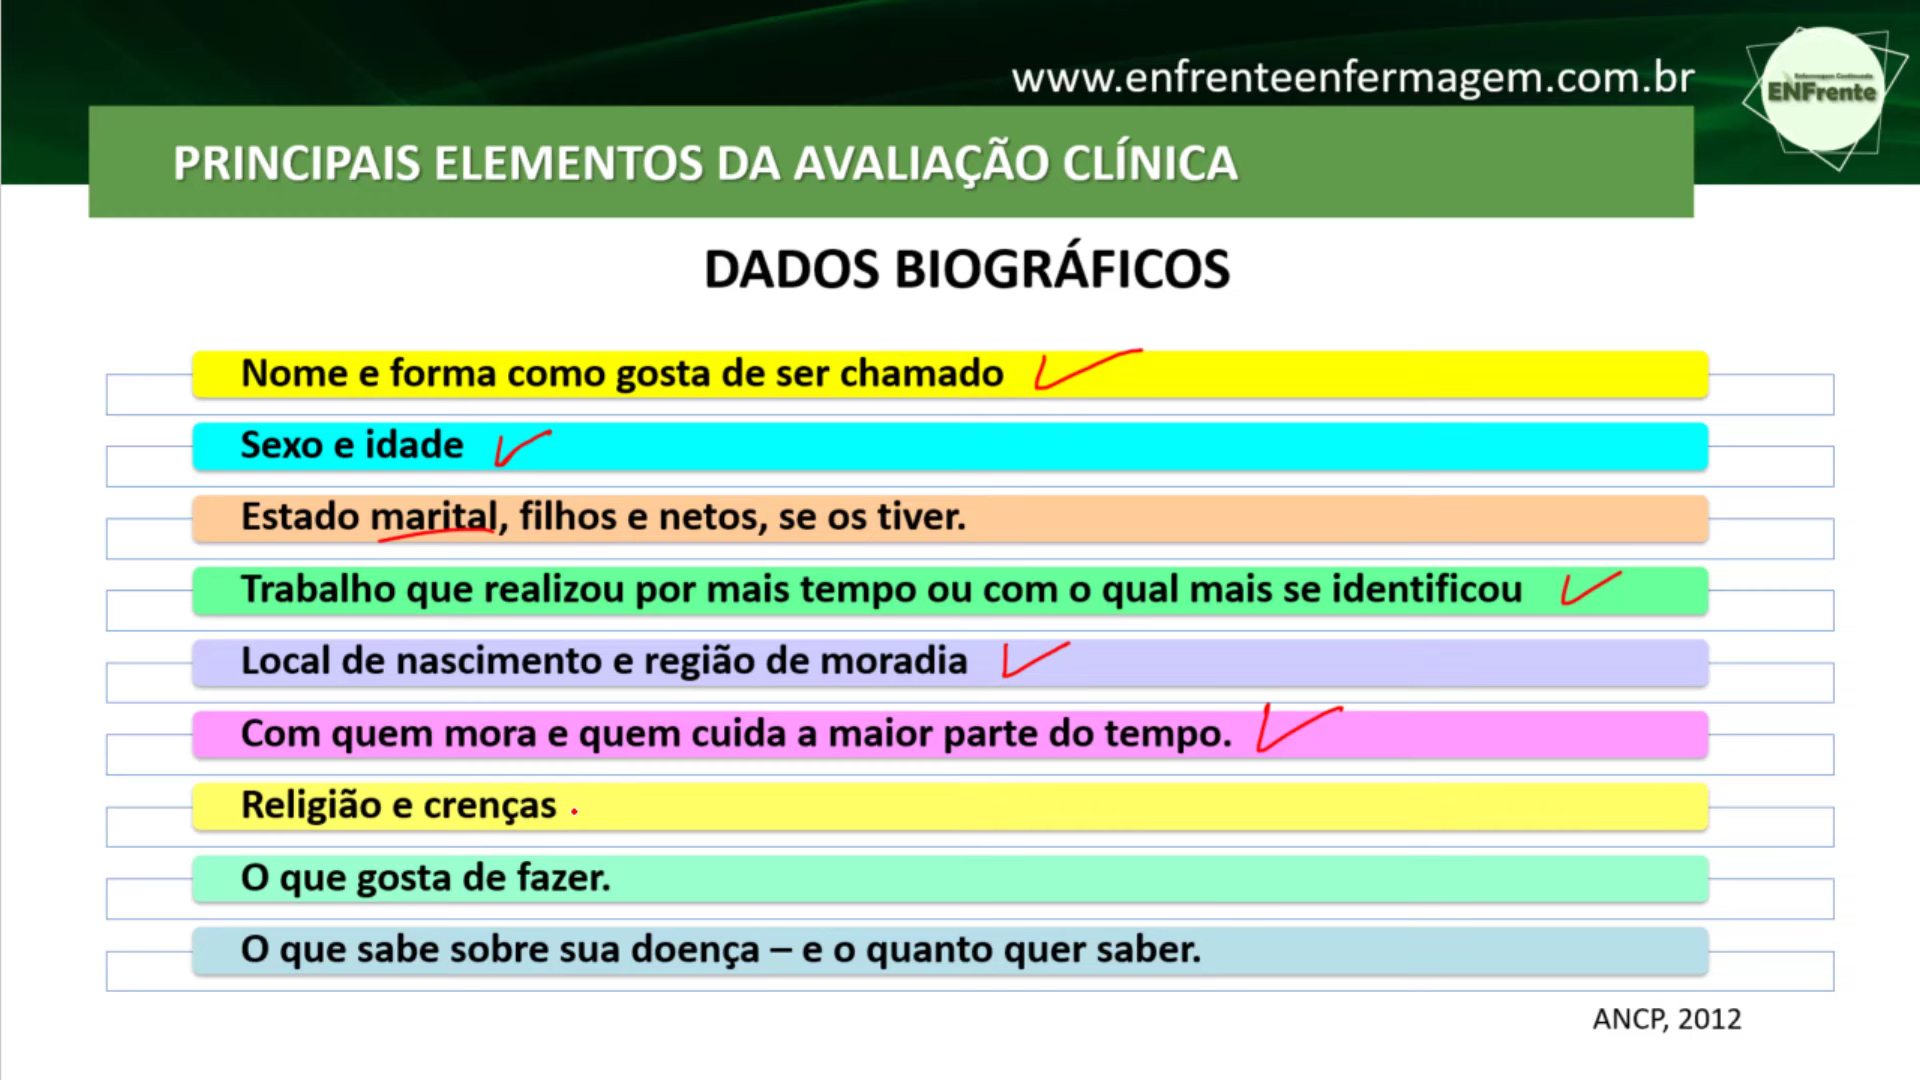 www.enfrenteenfermagem.com.br
Enfermagem Continuada
ENFrente
PRINCIPAIS ELEMENTOS DA AVALIAÇÃO CLÍNICA
DADOS BIOGRÁFICOS
Nome e forma como gosta de ser chamado
Sexo e idade
Estado marital, filhos e netos, se os tiver.
Trabalho que realizou por mais tempo ou com o qual mais se identificou
Local de nascimento e região de moradia
Com quem mora e quem cuida a maior parte do tempo.
Religião e crenças
O que gosta de fazer.
O que sabe sobre sua doença – e o quanto quer saber.
ANCP, 2012